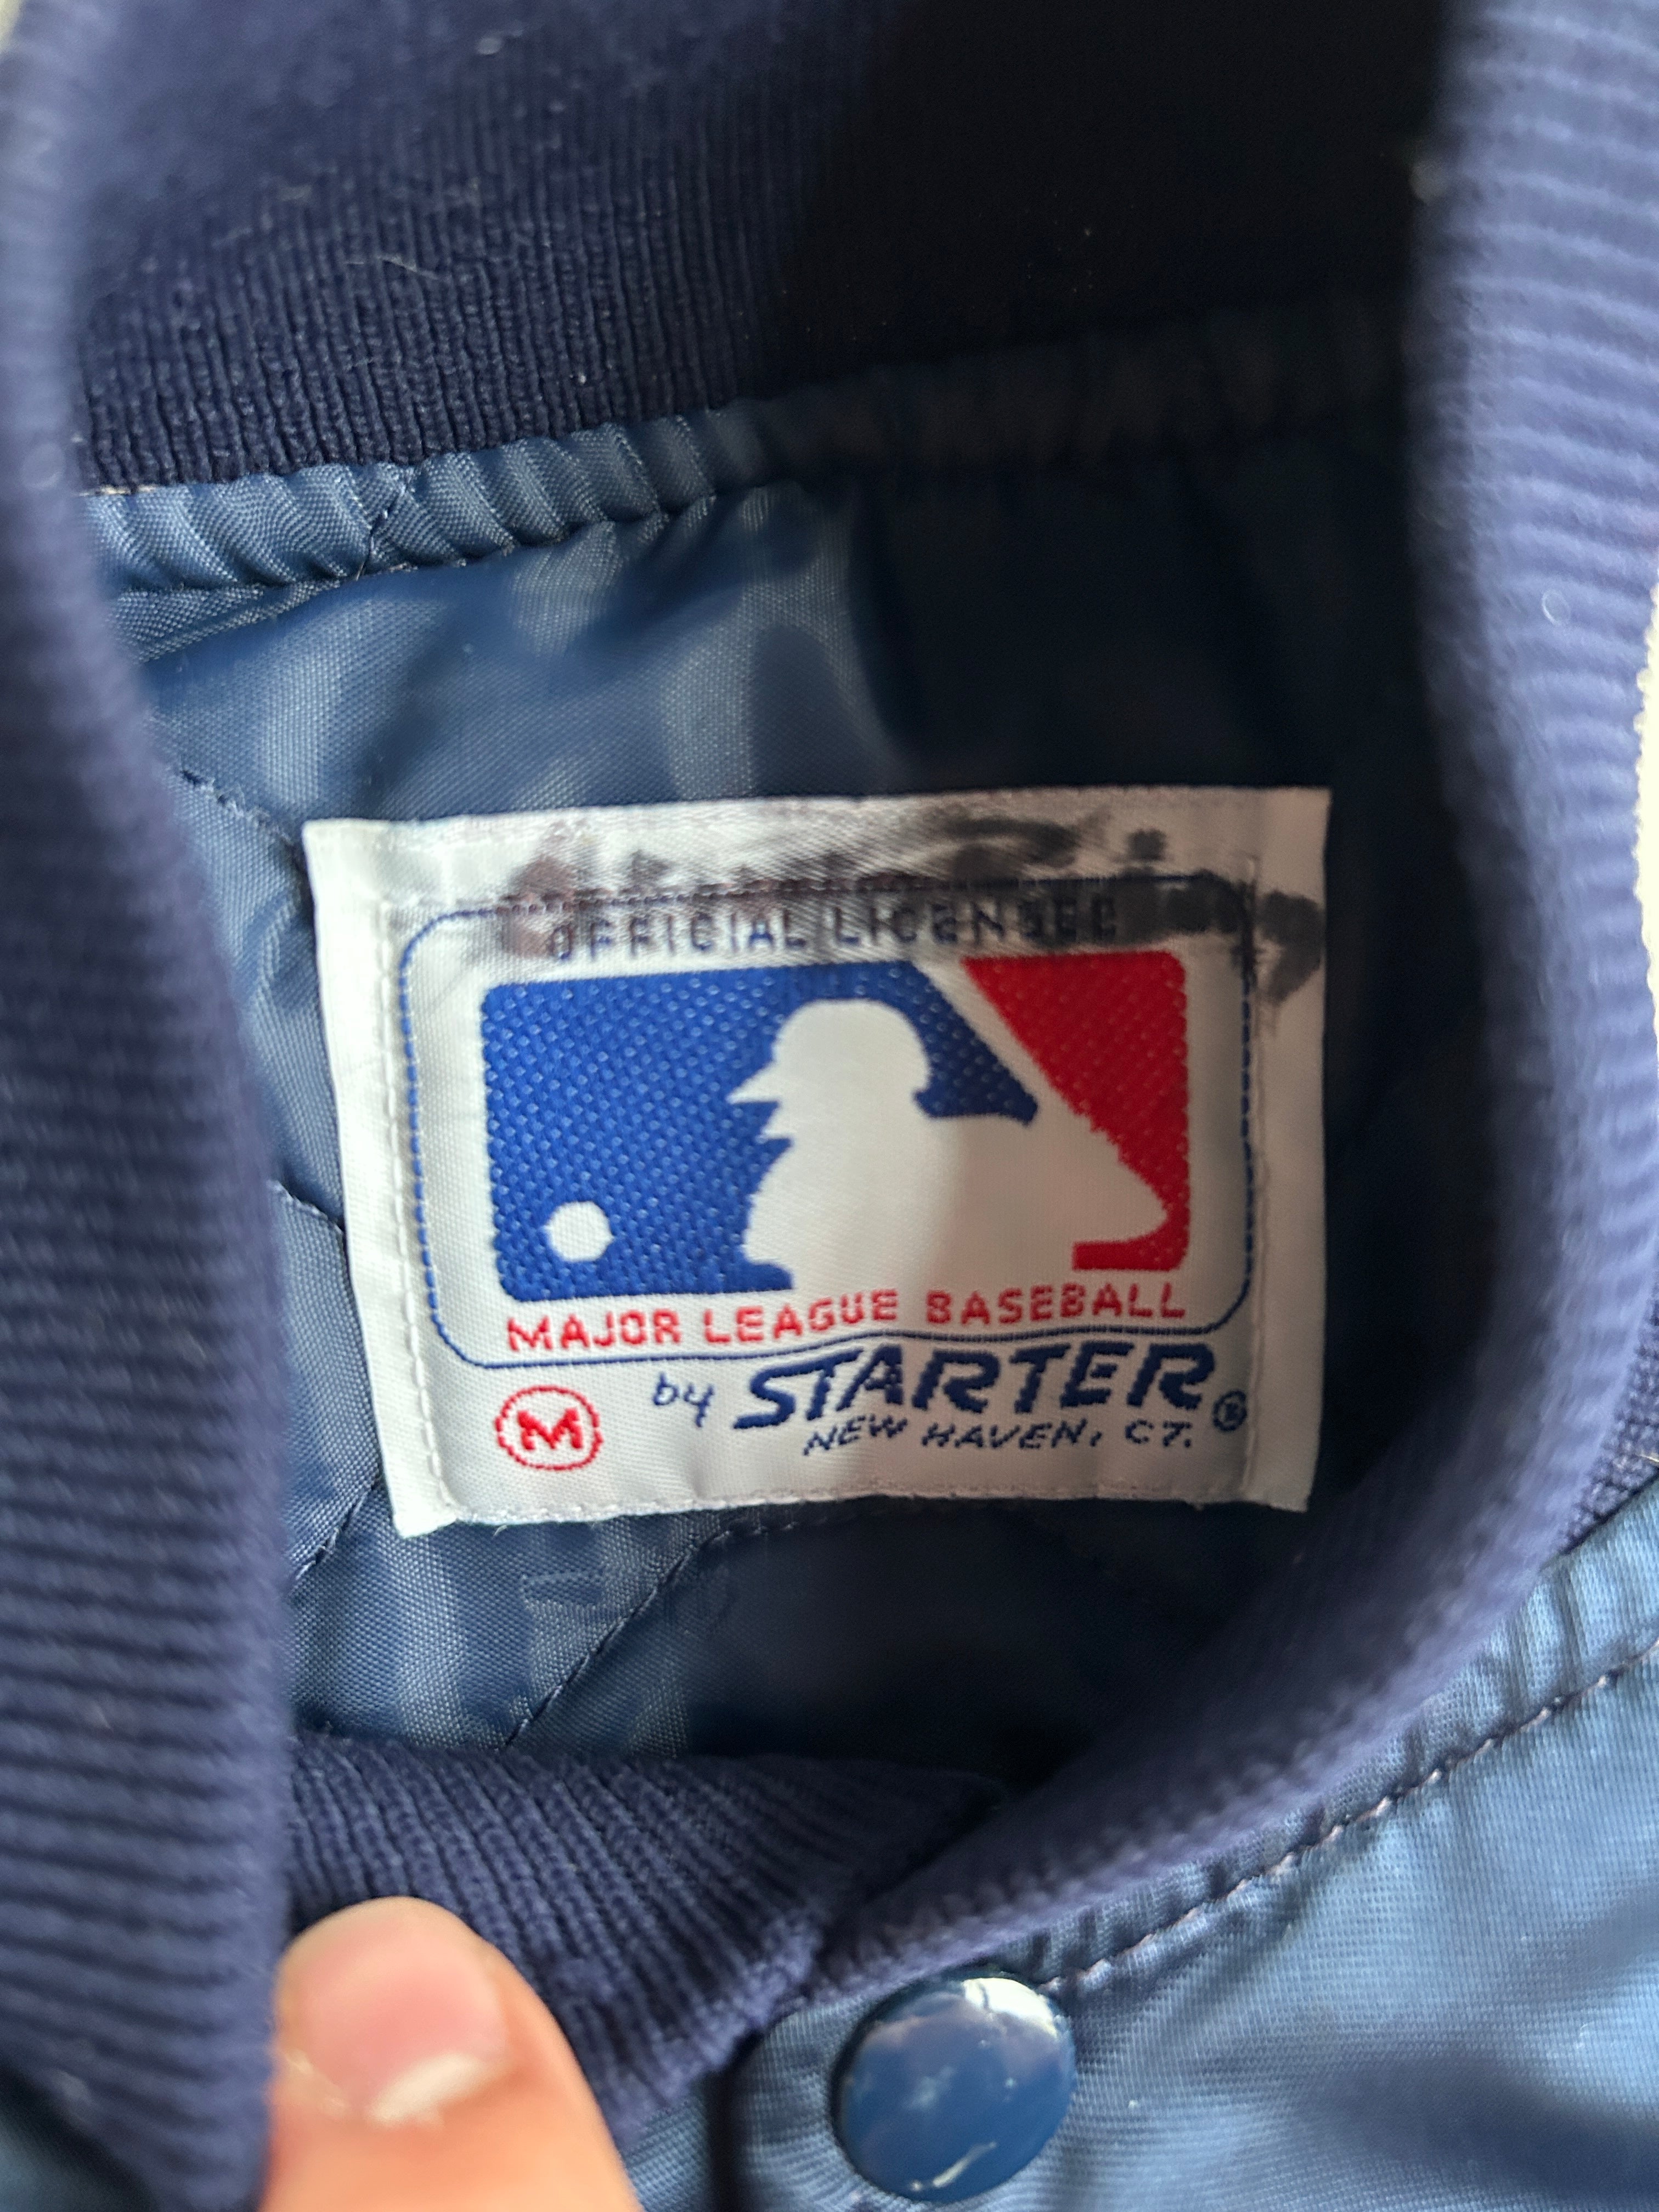 OFFICIAL LICENSEE
MAJOR LEAGUE BASEBALL
by STARTER®
M
NEW HAVEN, CT.